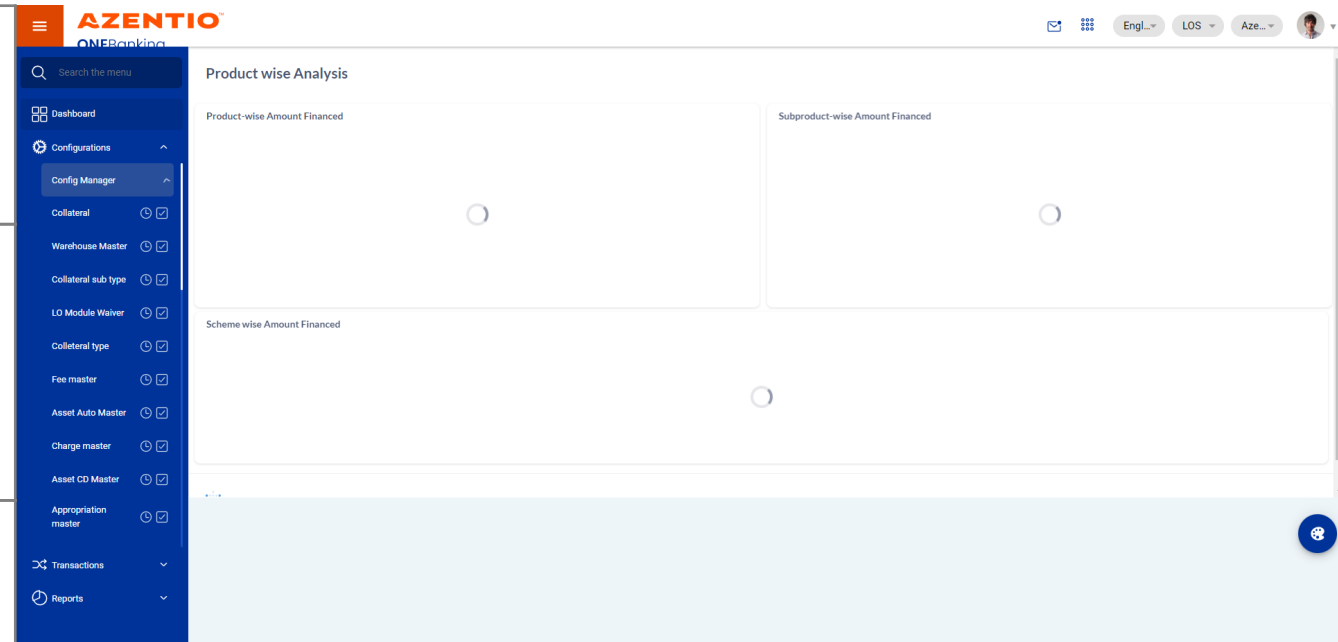 AZENTIO™
ONEBanking
Engl...
LOS
Aze...
Search the menu
Dashboard
Configurations
Config Manager
Collateral
Warehouse Master
Collateral sub type
LO Module Waiver
Colleteral type
Fee master
Asset Auto Master
Charge master
Asset CD Master
Appropriation
master
Transactions
Reports
Product wise Analysis
Product-wise Amount Financed
Subproduct-wise Amount Financed
Scheme wise Amount Financed